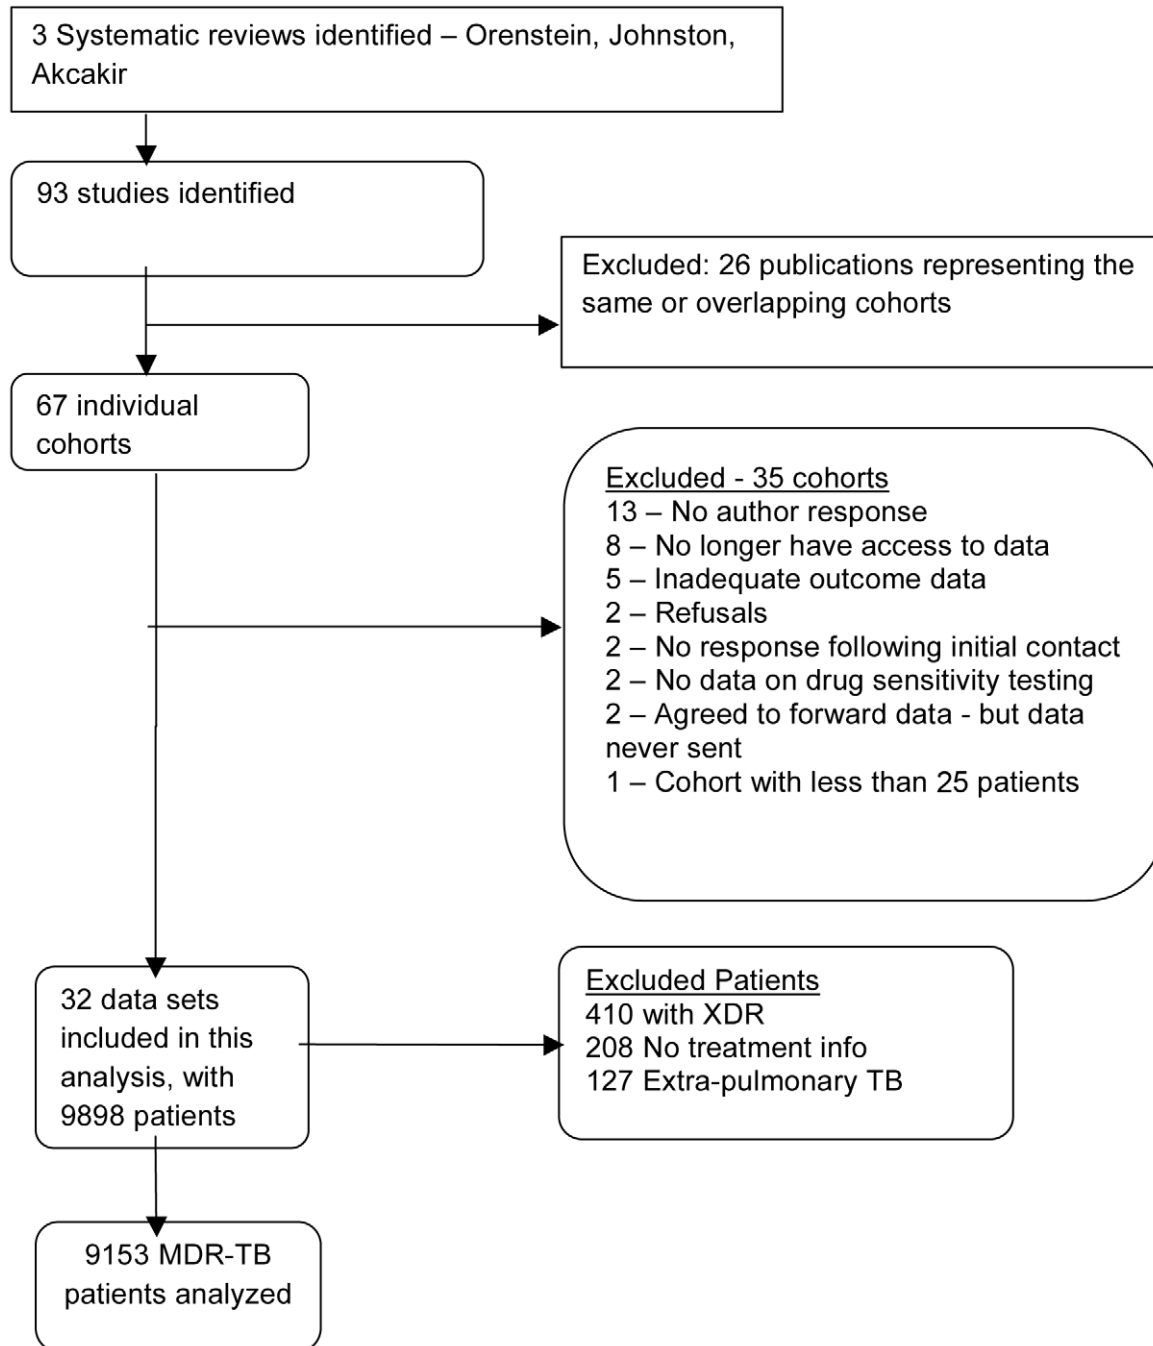 3 Systematic reviews identified – Orenstein, Johnston,
Akcakir
93 studies identified
Excluded: 26 publications representing the
same or overlapping cohorts
67 individual
cohorts
Excluded - 35 cohorts
13 – No author response
8 – No longer have access to data
5 – Inadequate outcome data
2 – Refusals
2 – No response following initial contact
2 – No data on drug sensitivity testing
2 – Agreed to forward data - but data
never sent
1 – Cohort with less than 25 patients
32 data sets
included in this
analysis, with
9898 patients
Excluded Patients
410 with XDR
208 No treatment info
127 Extra-pulmonary TB
9153 MDR-TB
patients analyzed